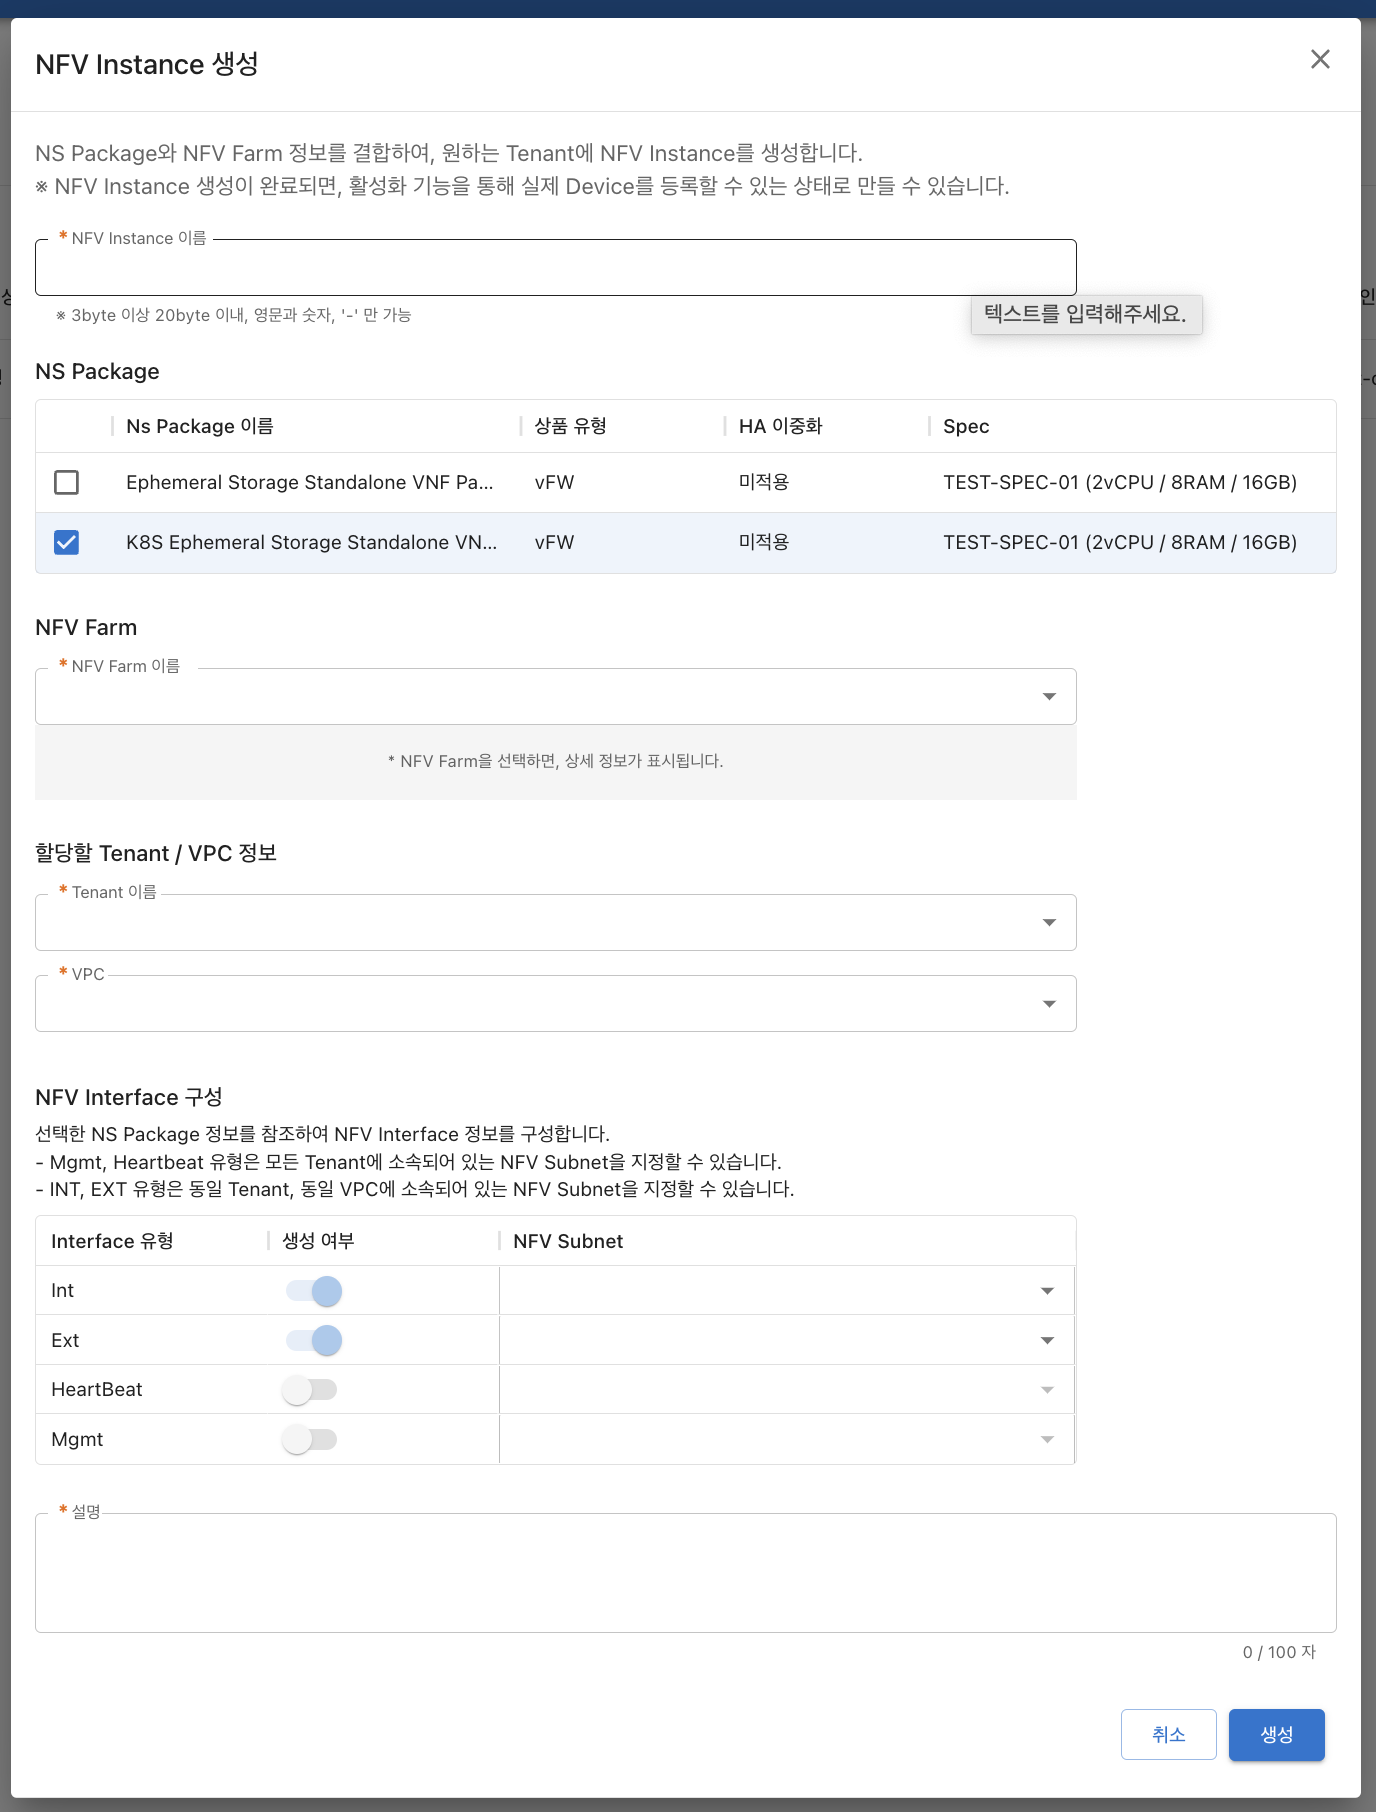 NFV Instance 생성
NS Package와 NFV Farm 정보를 결합하여, 원하는 Tenant에 NFV Instance를 생성합니다.
※ NFV Instance 생성이 완료되면, 활성화 기능을 통해 실제 Device를 등록할 수 있는 상태로 만들 수 있습니다.
* NFV Instance 이름
※ 3byte 이상 20byte 이내, 영문과 숫자, '-' 만 가능
텍스트를 입력해주세요.
NS Package
Ns Package 이름 상품 유형 HA 이중화 Spec
Ephemeral Storage Standalone VNF Pa... vFW 미적용 TEST-SPEC-01 (2vCPU / 8RAM / 16GB)
K8S Ephemeral Storage Standalone VN... vFW 미적용 TEST-SPEC-01 (2vCPU / 8RAM / 16GB)
NFV Farm
* NFV Farm 이름
* NFV Farm을 선택하면, 상세 정보가 표시됩니다.
할당할 Tenant / VPC 정보
* Tenant 이름
* VPC
NFV Interface 구성
선택한 NS Package 정보를 참조하여 NFV Interface 정보를 구성합니다.
- Mgmt, Heartbeat 유형은 모든 Tenant에 소속되어 있는 NFV Subnet을 지정할 수 있습니다.
- INT, EXT 유형은 동일 Tenant, 동일 VPC에 소속되어 있는 NFV Subnet을 지정할 수 있습니다.
Interface 유형 생성 여부 NFV Subnet
Int
Ext
HeartBeat
Mgmt
* 설명
0 / 100 자
취소 생성